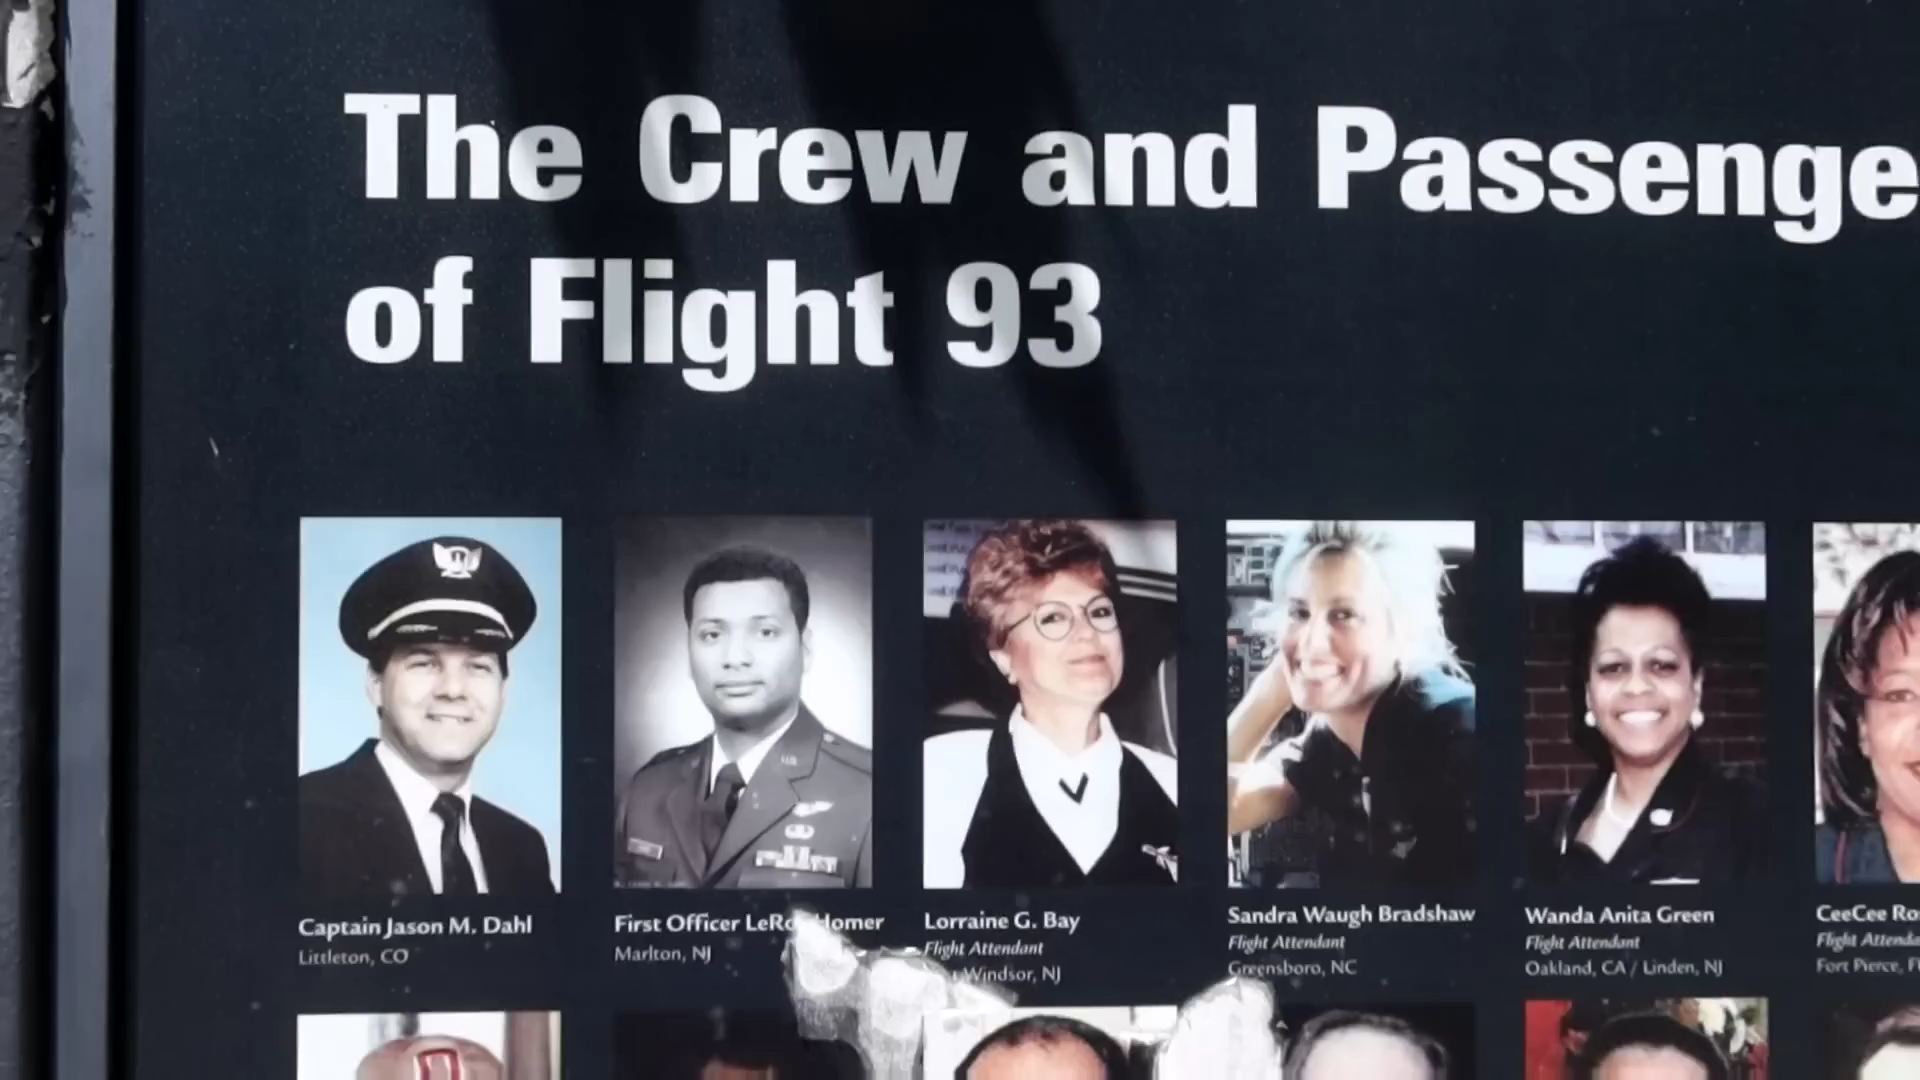 The Crew and Passenge
of Flight 93
Captain Jason M. Dahl
Littleton, CO
First Officer LeRo Homer
Marlton, NJ
Lorraine G. Bay
Flight Attendant
Windsor, NJ
Sandra Waugh Bradshaw
Flight Attendant
Greensboro, NC
Wanda Anita Green
Flight Attendant
Oakland, CA / Linden, NJ
CeeCee Ro
Flight Attenda
Fort Pierce, F